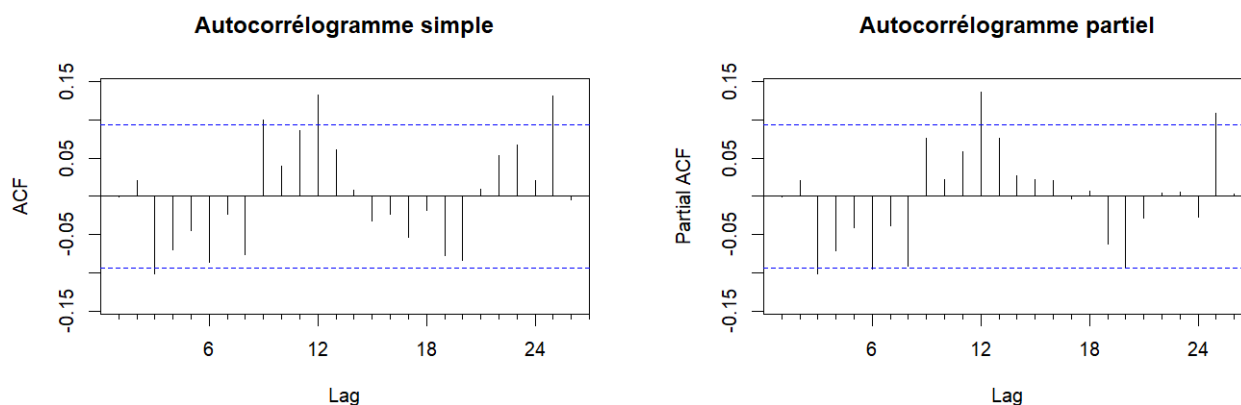 Autocorrélogramme simple
0.15
0.05
-0.05
-0.15
ACF
6
12
18
24
Lag
Autocorrélogramme partiel
0.15
0.05
-0.05
-0.15
Partial ACF
6
12
18
24
Lag